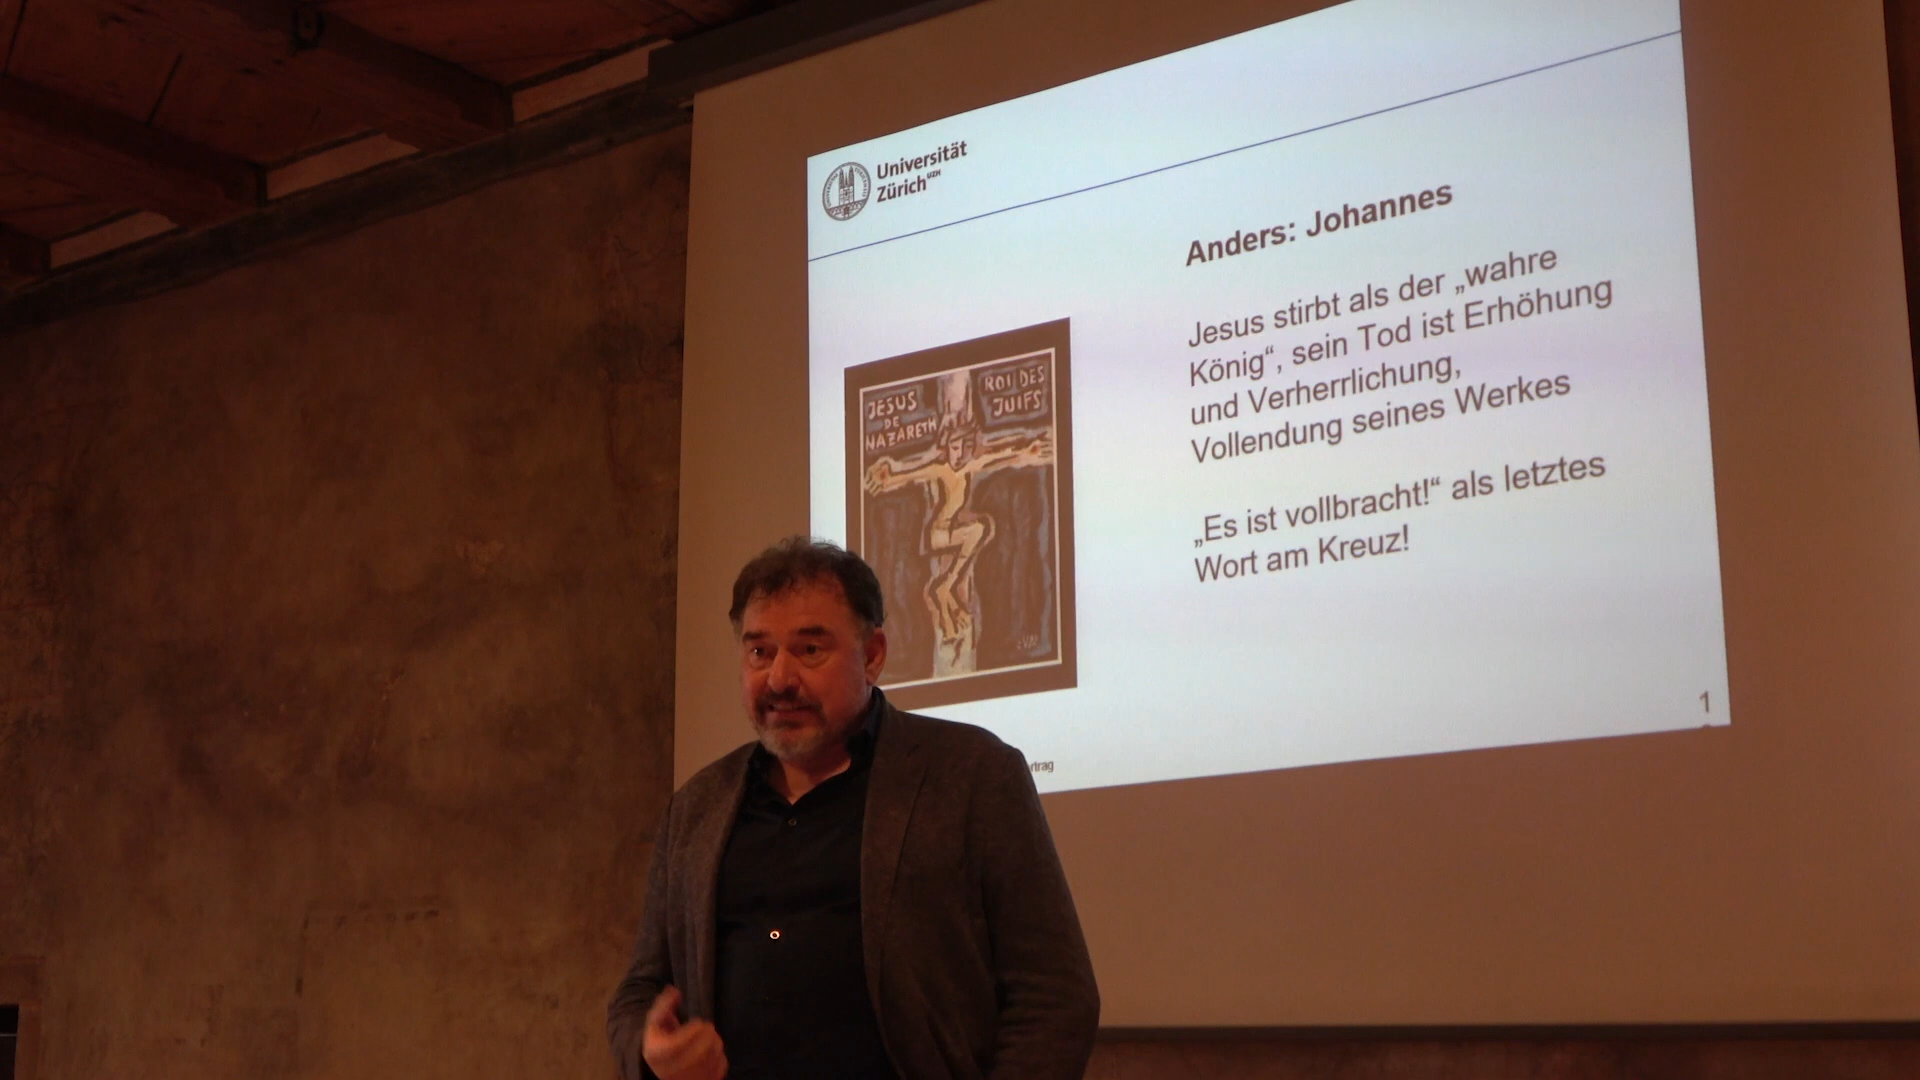 Universität
Zürich UZH
Anders: Johannes
Jesus stirbt als der „wahre
König“, sein Tod ist Erhöhung
und Verherrlichung,
Vollendung seines Werkes
„Es ist vollbracht!“ als letztes
Wort am Kreuz!
JESUS
DE
NAZARETH
ROI DES
JUIFS
1